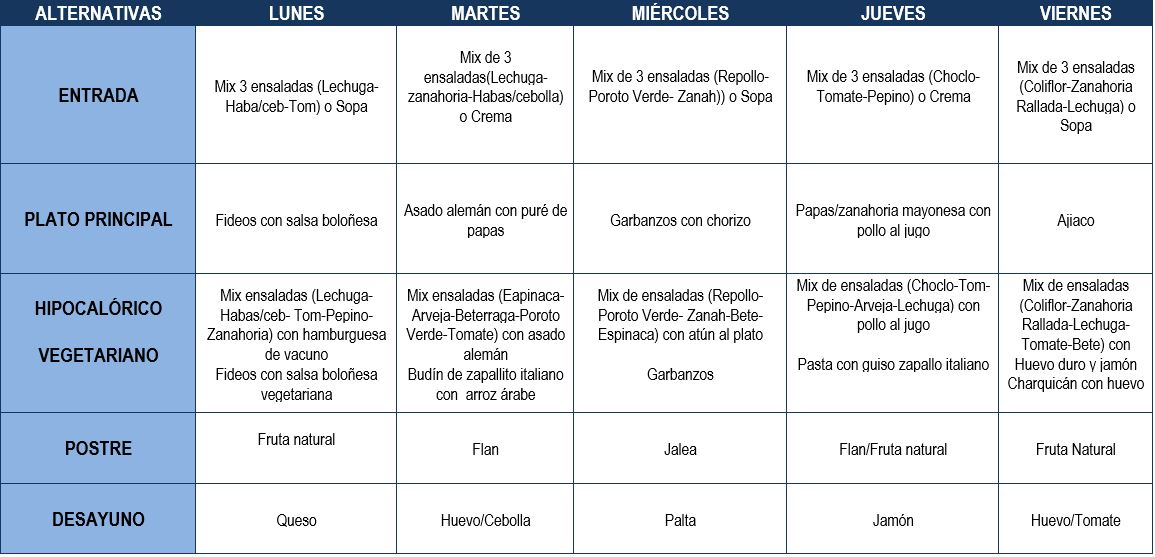 ALTERNATIVAS LUNES MARTES MIÉRCOLES JUEVES VIERNES
ENTRADA
Mix 3 ensaladas (Lechuga-
Haba/ceb-Tom) o Sopa
Mix de 3
ensaladas(Lechuga-
zanahoria-Habas/cebolla)
o Crema
Mix de 3 ensaladas (Repollo-
Poroto Verde- Zanah)) o Sopa
Mix de 3 ensaladas (Choclo-
Tomate-Pepino) o Crema
Mix de 3 ensaladas
(Coliflor-Zanahoria
Rallada-Lechuga) o
Sopa
PLATO PRINCIPAL
Fideos con salsa boloñesa
Asado alemán con puré de
papas
Garbanzos con chorizo
Papas/zanahoria mayonesa con
pollo al jugo
Ajiaco
HIPOCALÓRICO
VEGETARIANO
Mix ensaladas (Lechuga-
Habas/ceb- Tom-Pepino-
Zanahoria) con hamburguesa
de vacuno
Fideos con salsa boloñesa
vegetariana
Mix ensaladas (Eapinaca-
Arveja-Beterraga-Poroto
Verde-Tomate) con asado
alemán
Budín de zapallito italiano
con arroz árabe
Mix de ensaladas (Repollo-
Poroto Verde- Zanah-Bete-
Espinaca) con atún al plato
Garbanzos
Mix de ensaladas (Choclo-Tom-
Pepino-Arveja-Lechuga) con
pollo al jugo
Pasta con guiso zapallo italiano
Mix de ensaladas
(Coliflor-Zanahoria
Rallada-Lechuga-
Tomate-Bete) con
Huevo duro y jamón
Charquicán con huevo
POSTRE
Fruta natural
Flan
Jalea
Flan/Fruta natural
Fruta Natural
DESAYUNO
Queso
Huevo/Cebolla
Palta
Jamón
Huevo/Tomate